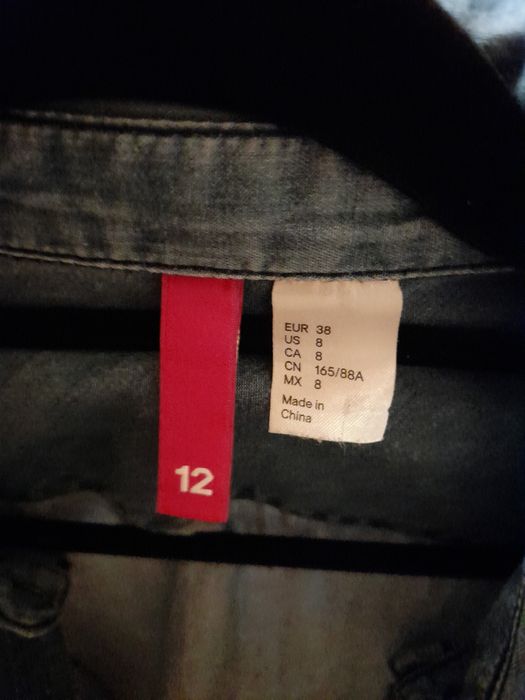 EUR 38
US 8
CA 8
CN 165/88A
MX 8
Made in
China
12